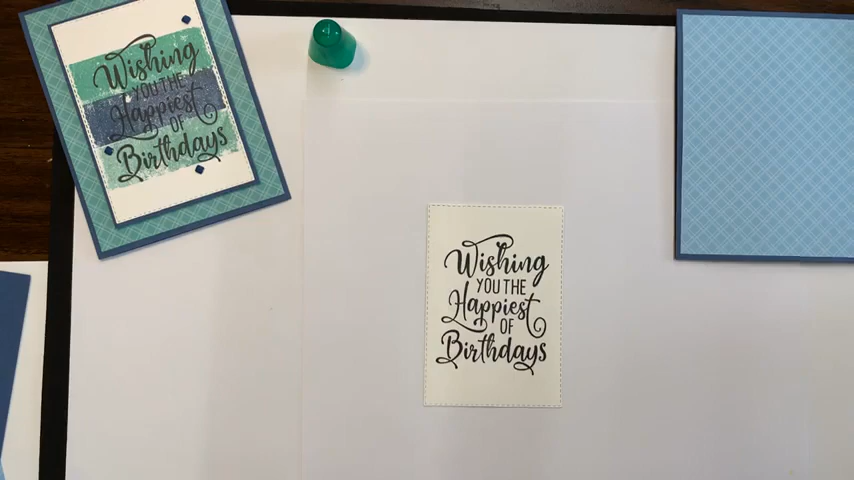 Wishing
YOU THE
Happiest
OF
Birthdays
Wishing
YOU THE
Happiest
OF
Birthdays